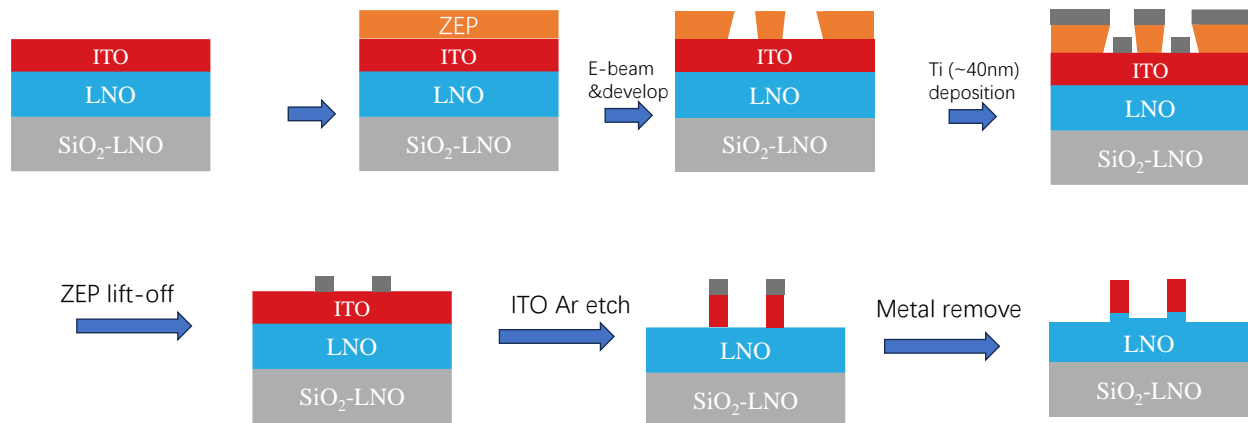 ITO
LNO
SiO₂-LNO
ZEP
ITO
LNO
SiO₂-LNO
E-beam
&develop
ITO
LNO
SiO₂-LNO
Ti (~40nm)
deposition
ITO
LNO
SiO₂-LNO
ZEP lift-off
ITO
LNO
SiO₂-LNO
ITO Ar etch
LNO
SiO₂-LNO
Metal remove
LNO
SiO₂-LNO